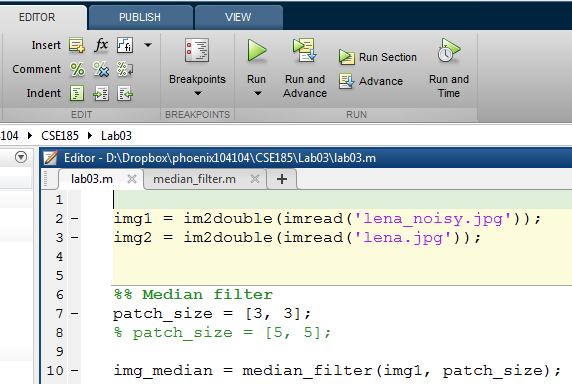 EDITOR PUBLISH VIEW
Insert fx fi
Comment % % %
Indent
EDIT
Breakpoints
BREAKPOINTS
Run
Run and Advance
Run Section
Advance
Run and Time
RUN
4104 ▸ CSE185 ▸ Lab03
Editor - D:\Dropbox\phoenix104104\CSE185\Lab03\lab03.m
lab03.m × median_filter.m × +
1
2 - img1 = im2double(imread('lena_noisy.jpg'));
3 - img2 = im2double(imread('lena.jpg'));
4
5
6 %% Median filter
7 - patch_size = [3, 3];
8 % patch_size = [5, 5];
9
10 - img_median = median_filter(img1, patch_size);